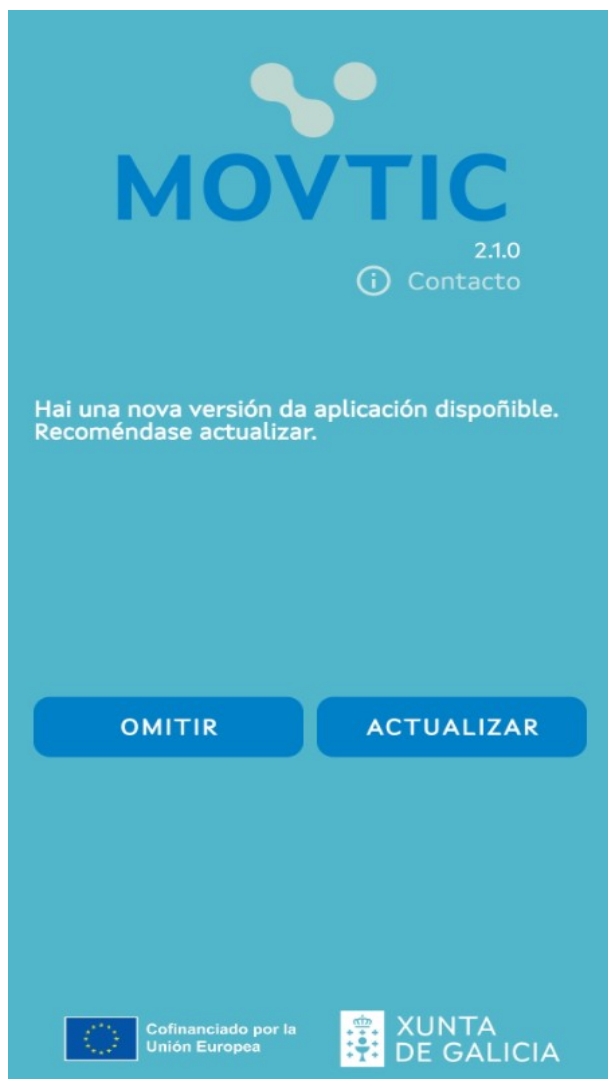 MOVTIC
2.1.0
Contacto
Hai una nova versión da aplicación dispoñible.
Recoméndase actualizar.
OMITIR
ACTUALIZAR
Cofinanciado por la
Unión Europea
XUNTA
DE GALICIA